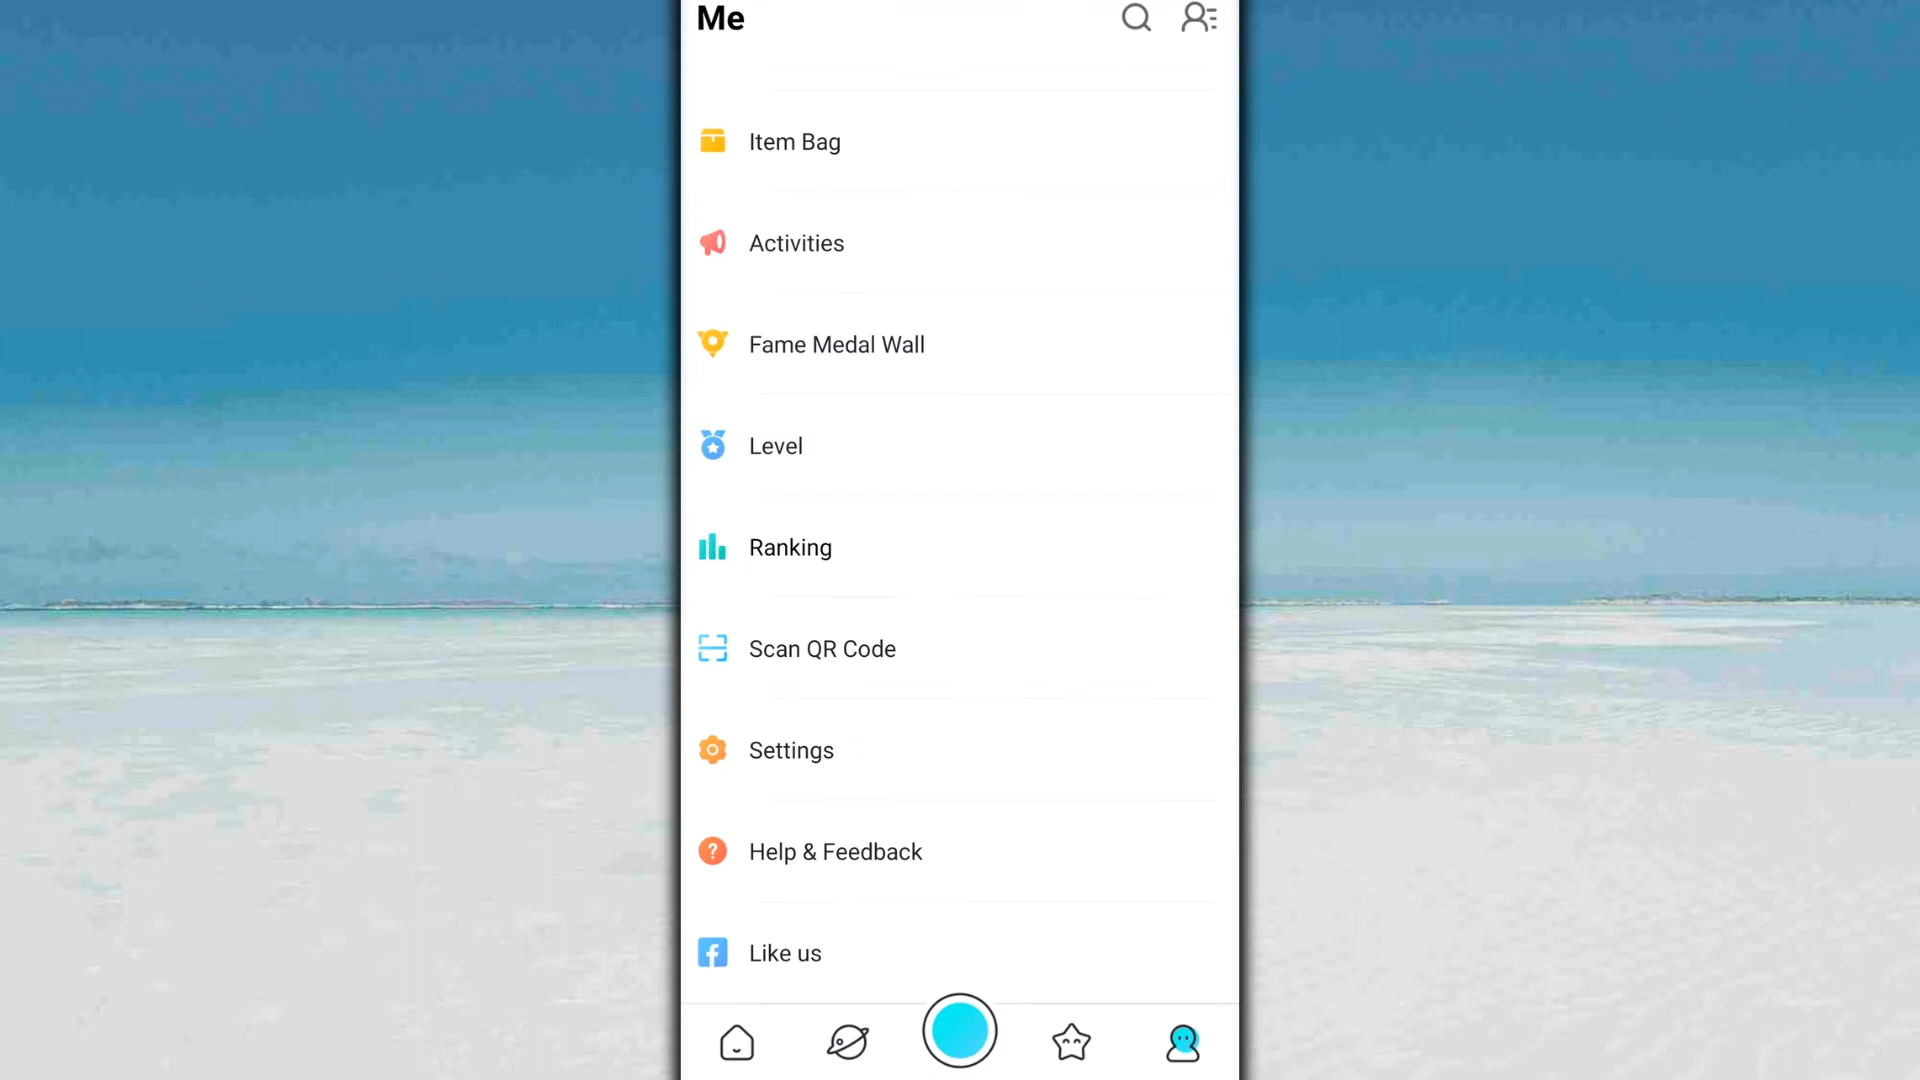 Me
Item Bag
Activities
Fame Medal Wall
Level
Ranking
Scan QR Code
Settings
Help & Feedback
Like us